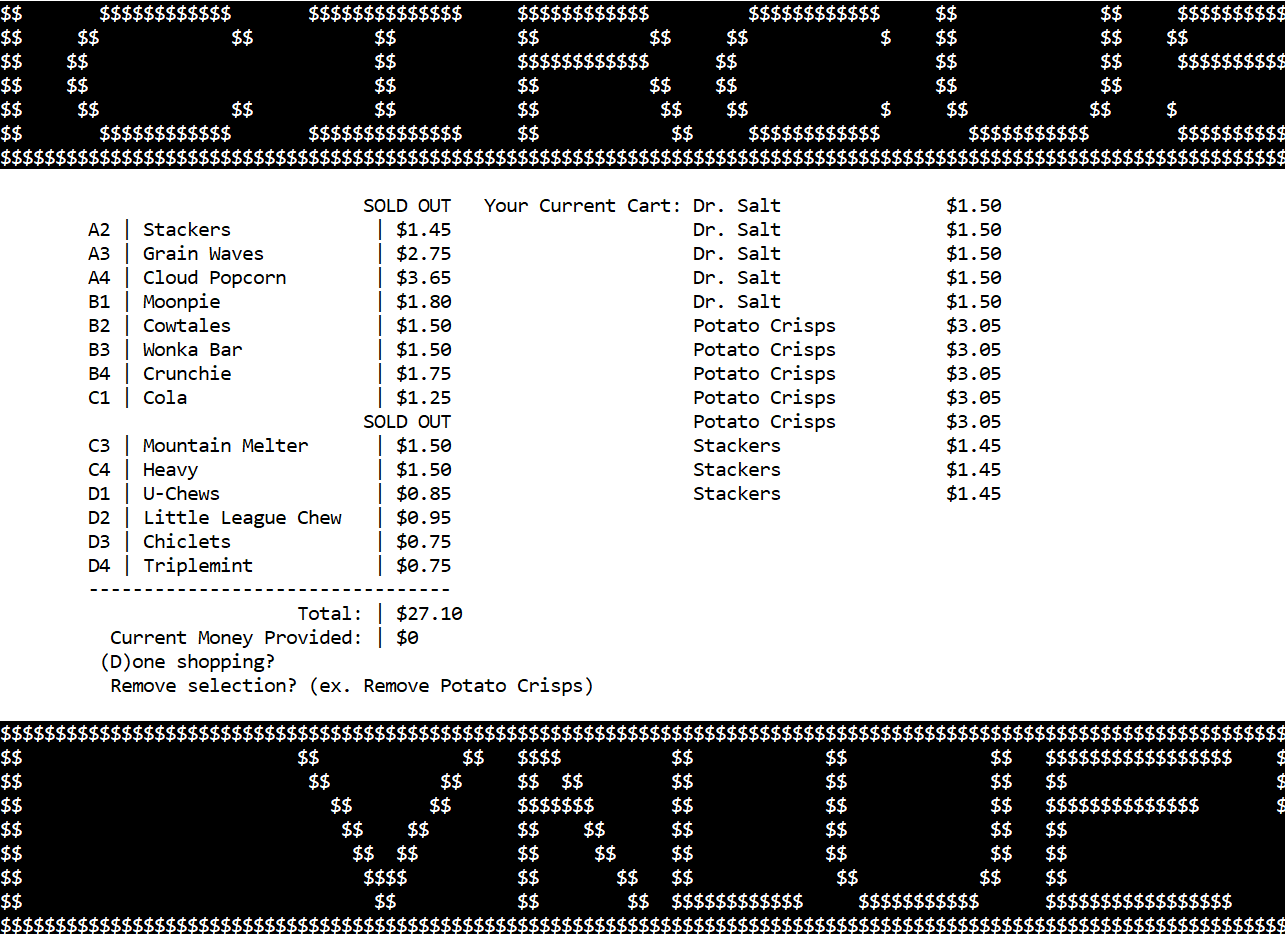 CIRCUS
SOLD OUT Your Current Cart: Dr. Salt $1.50
A2 | Stackers | $1.45 Dr. Salt $1.50
A3 | Grain Waves | $2.75 Dr. Salt $1.50
A4 | Cloud Popcorn | $3.65 Dr. Salt $1.50
B1 | Moonpie | $1.80 Dr. Salt $1.50
B2 | Cowtales | $1.50 Potato Crisps $3.05
B3 | Wonka Bar | $1.50 Potato Crisps $3.05
B4 | Crunchie | $1.75 Potato Crisps $3.05
C1 | Cola | $1.25 Potato Crisps $3.05
SOLD OUT Potato Crisps $3.05
C3 | Mountain Melter | $1.50 Stackers $1.45
C4 | Heavy | $1.50 Stackers $1.45
D1 | U-Chews | $0.85 Stackers $1.45
D2 | Little League Chew | $0.95
D3 | Chiclets | $0.75
D4 | Triplemint | $0.75
---------------------------------
Total: | $27.10
Current Money Provided: | $0
(D)one shopping?
Remove selection? (ex. Remove Potato Crisps)
VALUE